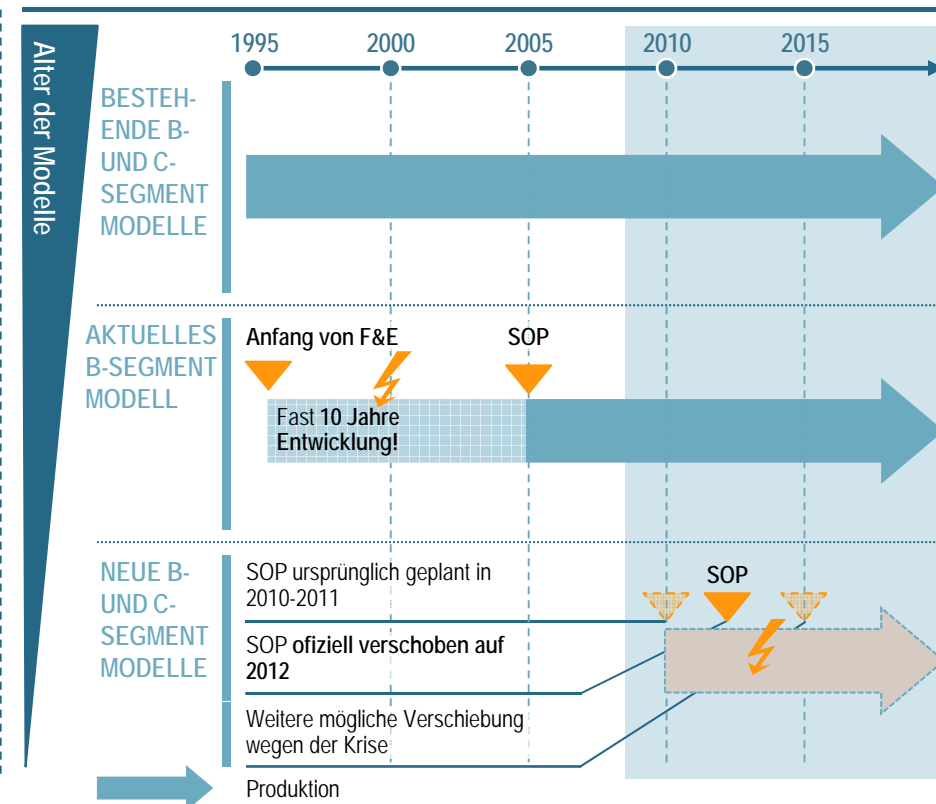 Alter der Modelle
1995 2000 2005 2010 2015
BESTEH-
ENDE B-
UND C-
SEGMENT
MODELLE
AKTUELLES
B-SEGMENT
MODELL
Anfang von F&E
SOP
Fast 10 Jahre
Entwicklung!
NEUE B-
UND C-
SEGMENT
MODELLE
SOP ursprünglich geplant in
2010-2011
SOP
SOP ofiziell verschoben auf
2012
Weitere mögliche Verschiebung
wegen der Krise
Produktion